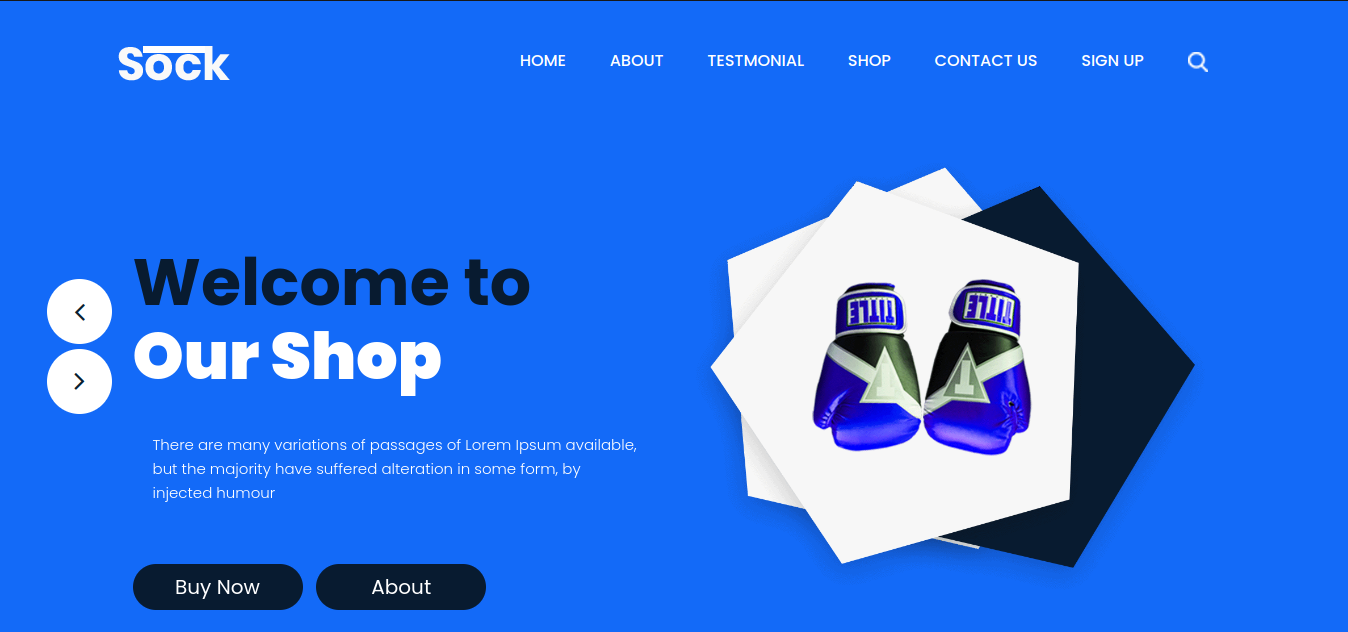 Sock
HOME ABOUT TESTMONIAL SHOP CONTACT US SIGN UP
Welcome to
Our Shop
TITLE TITLE
There are many variations of passages of Lorem Ipsum available,
but the majority have suffered alteration in some form, by
injected humour
Buy Now About